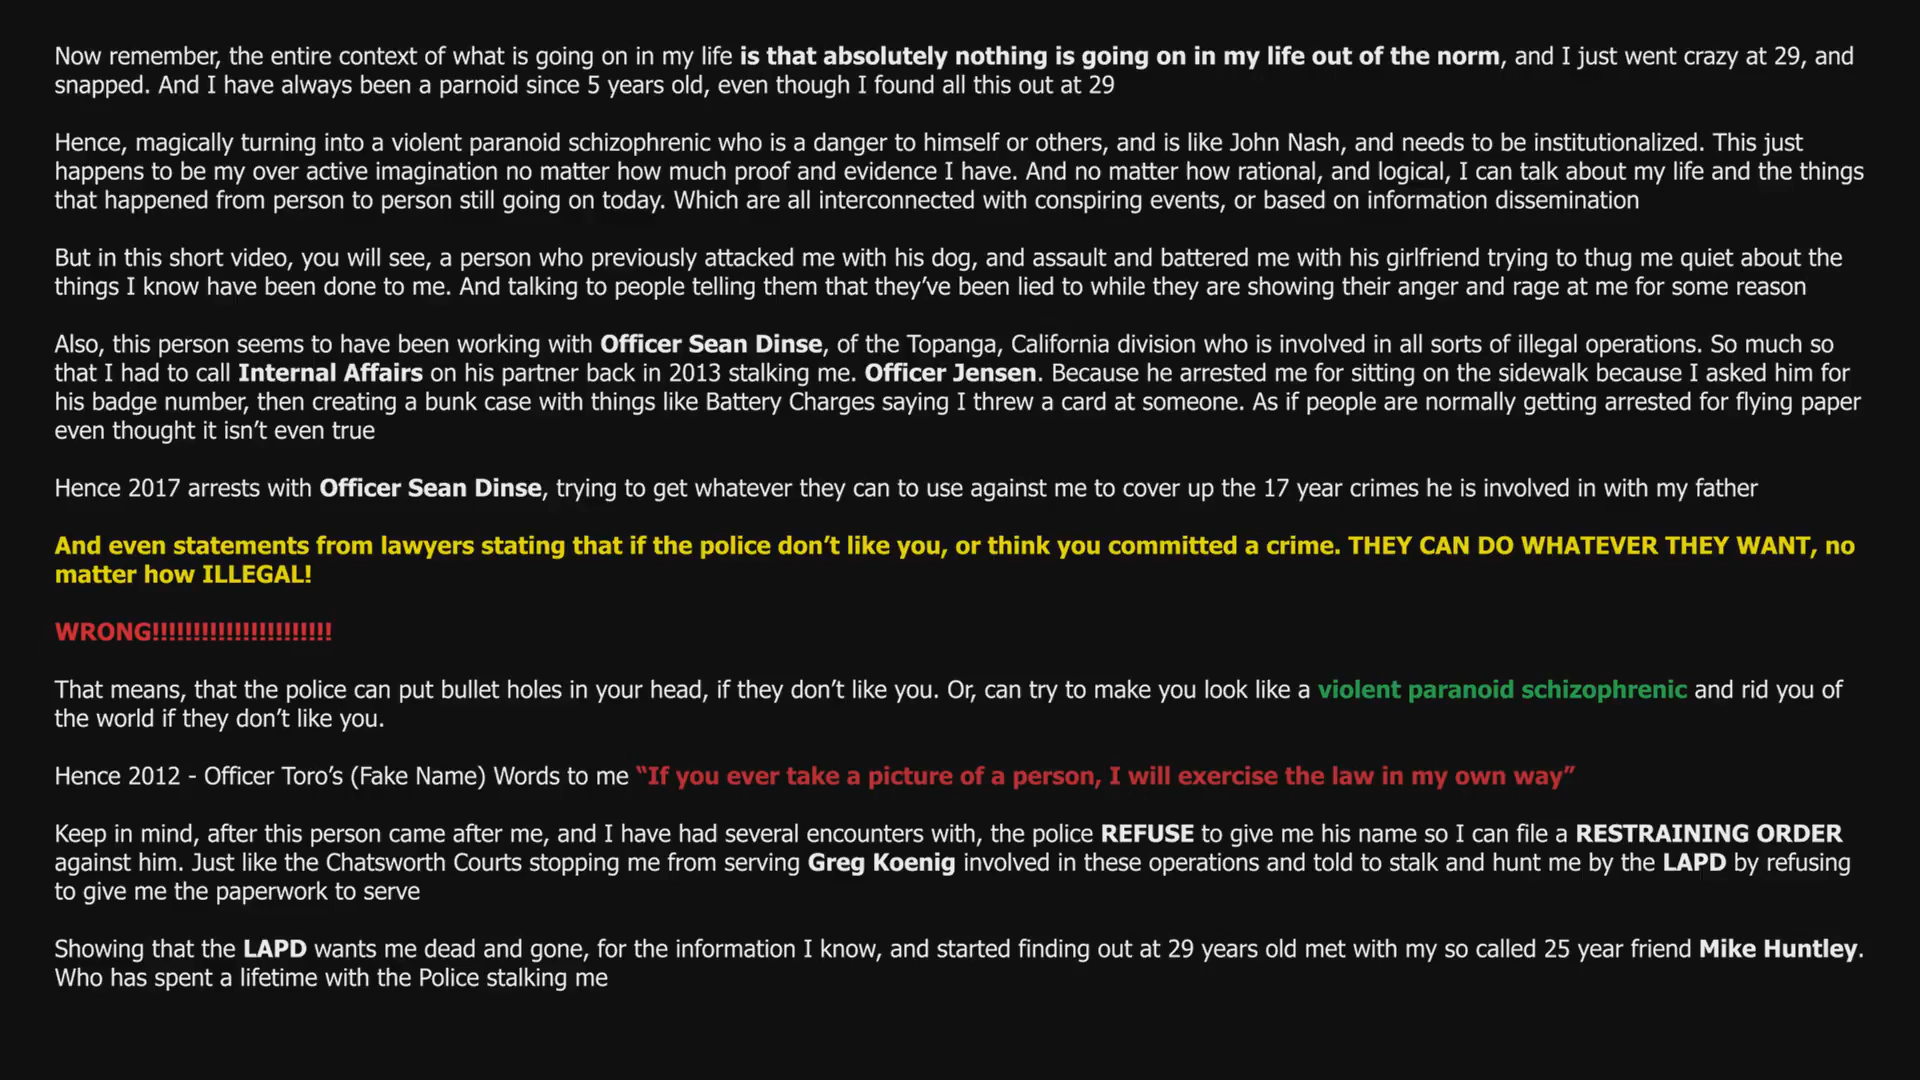 Now remember, the entire context of what is going on in my life is that absolutely nothing is going on in my life out of the norm, and I just went crazy at 29, and
snapped. And I have always been a parnoid since 5 years old, even though I found all this out at 29
Hence, magically turning into a violent paranoid schizophrenic who is a danger to himself or others, and is like John Nash, and needs to be institutionalized. This just
happens to be my over active imagination no matter how much proof and evidence I have. And no matter how rational, and logical, I can talk about my life and the things
that happened from person to person still going on today. Which are all interconnected with conspiring events, or based on information dissemination
But in this short video, you will see, a person who previously attacked me with his dog, and assault and battered me with his girlfriend trying to thug me quiet about the
things I know have been done to me. And talking to people telling them that they’ve been lied to while they are showing their anger and rage at me for some reason
Also, this person seems to have been working with Officer Sean Dinse, of the Topanga, California division who is involved in all sorts of illegal operations. So much so
that I had to call Internal Affairs on his partner back in 2013 stalking me. Officer Jensen. Because he arrested me for sitting on the sidewalk because I asked him for
his badge number, then creating a bunk case with things like Battery Charges saying I threw a card at someone. As if people are normally getting arrested for flying paper
even thought it isn’t even true
Hence 2017 arrests with Officer Sean Dinse, trying to get whatever they can to use against me to cover up the 17 year crimes he is involved in with my father
And even statements from lawyers stating that if the police don’t like you, or think you committed a crime. THEY CAN DO WHATEVER THEY WANT, no
matter how ILLEGAL!
WRONG!!!!!!!!!!!!!!!!!!!!!!
That means, that the police can put bullet holes in your head, if they don’t like you. Or, can try to make you look like a violent paranoid schizophrenic and rid you of
the world if they don’t like you.
Hence 2012 - Officer Toro’s (Fake Name) Words to me “If you ever take a picture of a person, I will exercise the law in my own way”
Keep in mind, after this person came after me, and I have had several encounters with, the police REFUSE to give me his name so I can file a RESTRAINING ORDER
against him. Just like the Chatsworth Courts stopping me from serving Greg Koenig involved in these operations and told to stalk and hunt me by the LAPD by refusing
to give me the paperwork to serve
Showing that the LAPD wants me dead and gone, for the information I know, and started finding out at 29 years old met with my so called 25 year friend Mike Huntley.
Who has spent a lifetime with the Police stalking me